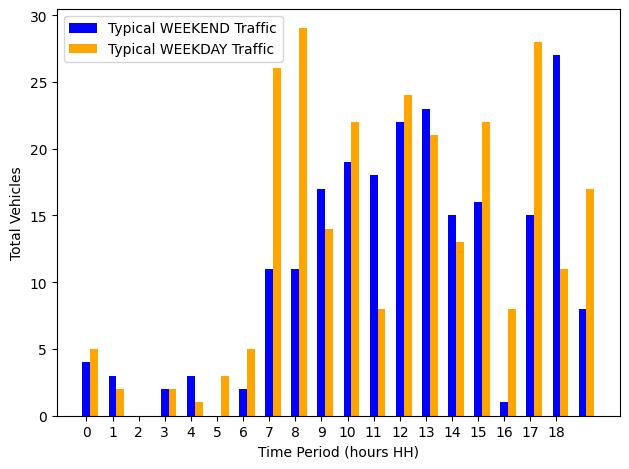 Typical WEEKEND Traffic
Typical WEEKDAY Traffic
30
25
20
15
10
5
0
Total Vehicles
0 1 2 3 4 5 6 7 8 9 10 11 12 13 14 15 16 17 18
Time Period (hours HH)